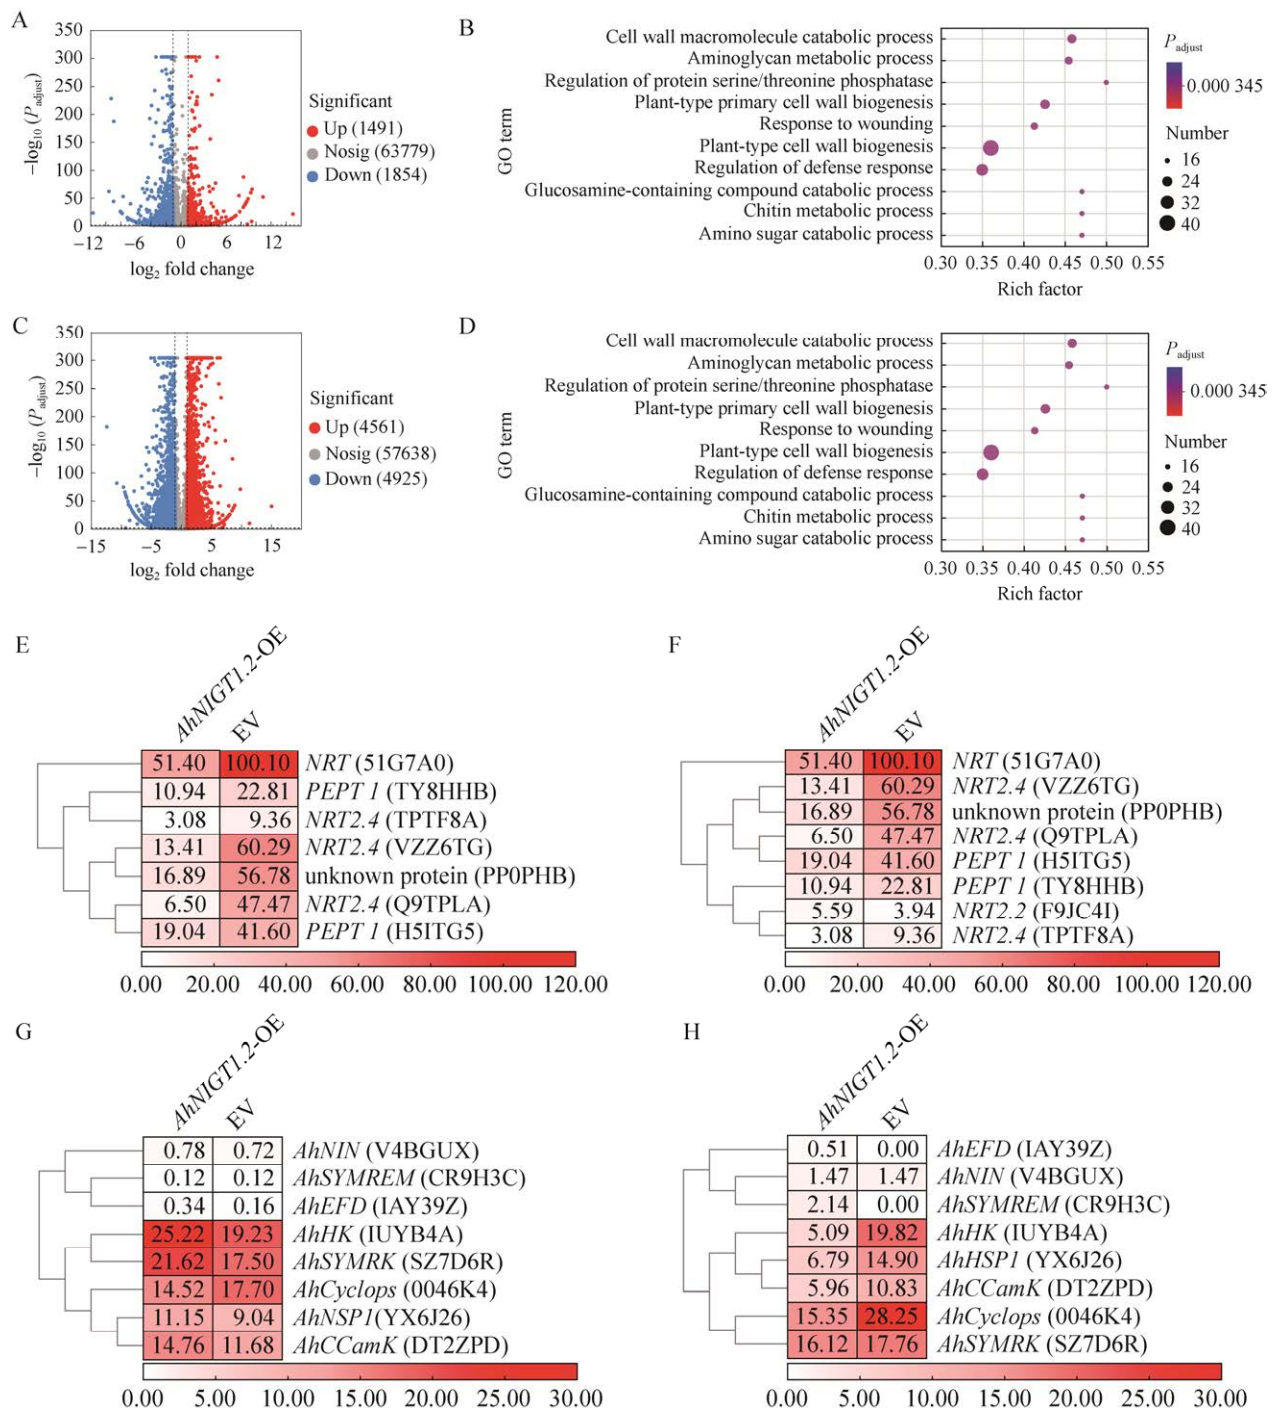 A
350
300
250
200
150
100
50
0
−12 −6 0 6 12
log2 fold change
−log10 (Padjust)
Significant
Up (1491)
Nosig (63779)
Down (1854)
B
GO term
Cell wall macromolecule catabolic process
Aminoglycan metabolic process
Regulation of protein serine/threonine phosphatase
Plant-type primary cell wall biogenesis
Response to wounding
Plant-type cell wall biogenesis
Regulation of defense response
Glucosamine-containing compound catabolic process
Chitin metabolic process
Amino sugar catabolic process
0.30 0.35 0.40 0.45 0.50 0.55
Rich factor
Padjust
0.000 345
Number
16
24
32
40
C
350
300
250
200
150
100
50
0
−15 −5 5 15
log2 fold change
−log10 (Padjust)
Significant
Up (4561)
Nosig (57638)
Down (4925)
D
GO term
Cell wall macromolecule catabolic process
Aminoglycan metabolic process
Regulation of protein serine/threonine phosphatase
Plant-type primary cell wall biogenesis
Response to wounding
Plant-type cell wall biogenesis
Regulation of defense response
Glucosamine-containing compound catabolic process
Chitin metabolic process
Amino sugar catabolic process
0.30 0.35 0.40 0.45 0.50 0.55
Rich factor
Padjust
0.000 345
Number
16
24
32
40
E
AhNIGT1.2-OE
EV
51.40 100.10 NRT (51G7A0)
10.94 22.81 PEPT 1 (TY8HHB)
3.08 9.36 NRT2.4 (TPTF8A)
13.41 60.29 NRT2.4 (VZZ6TG)
16.89 56.78 unknown protein (PP0PHB)
6.50 47.47 NRT2.4 (Q9TPLA)
19.04 41.60 PEPT 1 (H5ITG5)
0.00 20.00 40.00 60.00 80.00 100.00 120.00
F
AhNIGT1.2-OE
EV
51.40 100.10 NRT (51G7A0)
13.41 60.29 NRT2.4 (VZZ6TG)
16.89 56.78 unknown protein (PP0PHB)
6.50 47.47 NRT2.4 (Q9TPLA)
19.04 41.60 PEPT 1 (H5ITG5)
10.94 22.81 PEPT 1 (TY8HHB)
5.59 3.94 NRT2.2 (F9JC4I)
3.08 9.36 NRT2.4 (TPTF8A)
0.00 20.00 40.00 60.00 80.00 100.00 120.00
G
AhNIGT1.2-OE
EV
0.78 0.72 AhNIN (V4BGUX)
0.12 0.12 AhSYMREM (CR9H3C)
0.34 0.16 AhEFD (IAY39Z)
25.22 19.23 AhHK (IUYB4A)
21.62 17.50 AhSYMRK (SZ7D6R)
14.52 17.70 AhCyclops (0046K4)
11.15 9.04 AhNSP1(YX6J26)
14.76 11.68 AhCCamK (DT2ZPD)
0.00 5.00 10.00 15.00 20.00 25.00 30.00
H
AhNIGT1.2-OE
EV
0.51 0.00 AhEFD (IAY39Z)
1.47 1.47 AhNIN (V4BGUX)
2.14 0.00 AhSYMREM (CR9H3C)
5.09 19.82 AhHK (IUYB4A)
6.79 14.90 AhHSP1 (YX6J26)
5.96 10.83 AhCCamK (DT2ZPD)
15.35 28.25 AhCyclops (0046K4)
16.12 17.76 AhSYMRK (SZ7D6R)
0.00 5.00 10.00 15.00 20.00 25.00 30.00